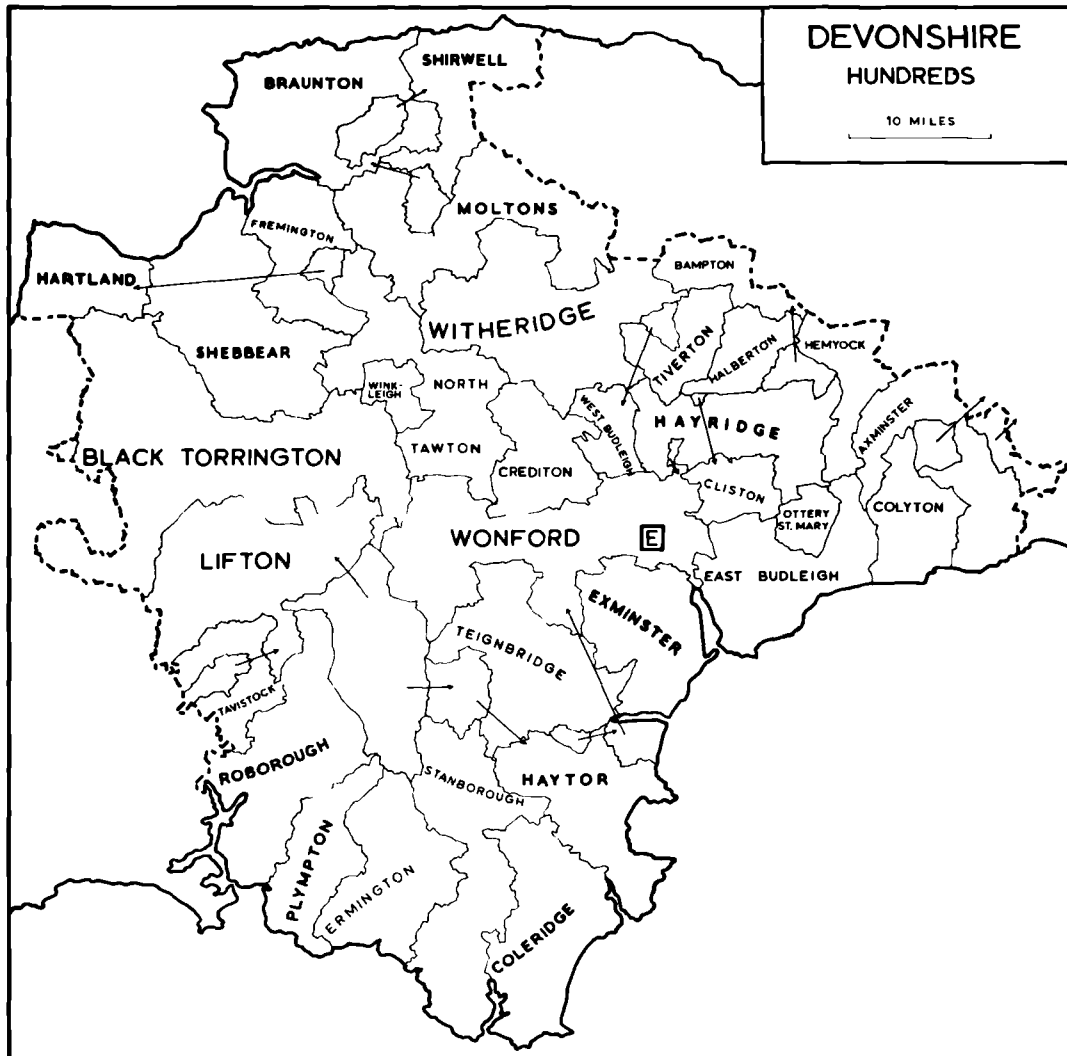 DEVONSHIRE
HUNDREDS
10 MILES
SHIRWELL
BRAUNTON
MOLTONS
FREMINGTON
HARTLAND
BAMPTON
WITHERIDGE
SHEBBEAR
TIVERTON
HALBERTON
HEMYOCK
WINK-
LEIGH
NORTH
TAWTON
WEST BUDLEIGH
HAYRIDGE
AXMINSTER
BLACK TORRINGTON
CREDITON
CLISTON
OTTERY
ST. MARY
COLYTON
WONFORD
E
LIFTON
EAST BUDLEIGH
EXMINSTER
TEIGNBRIDGE
TAVISTOCK
ROBOROUGH
STANBOROUGH
HAYTOR
PLYMPTON
ERMINGTON
COLERIDGE